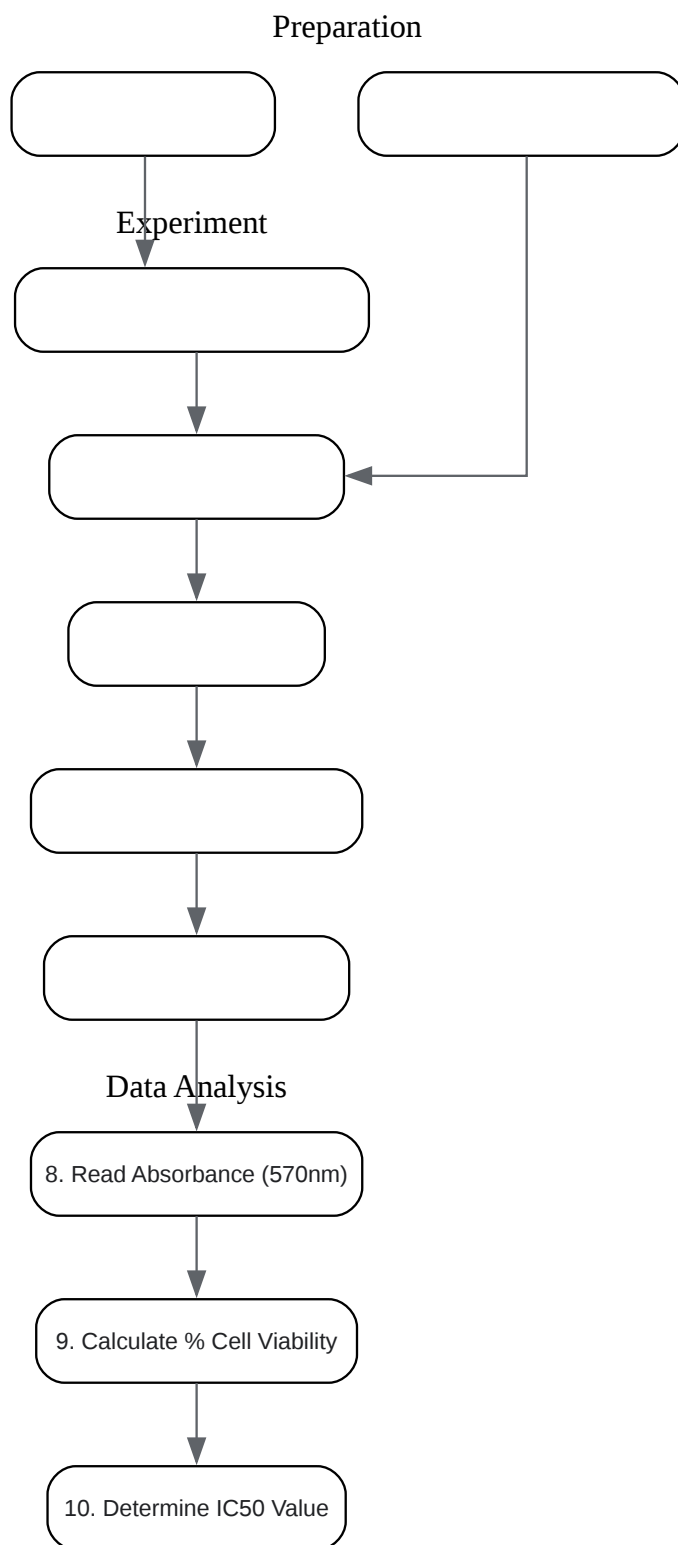 Preparation
Experiment
Data Analysis
8. Read Absorbance (570nm)
9. Calculate % Cell Viability
10. Determine IC50 Value